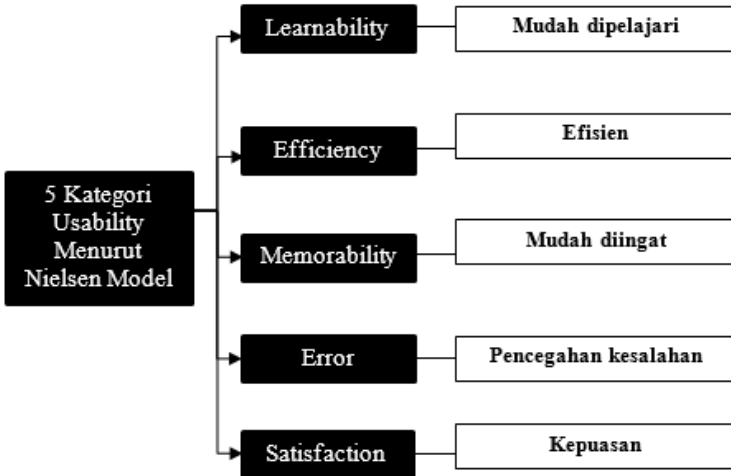 5 Kategori
Usability
Menurut
Nielsen Model
Learnability
Mudah dipelajari
Efficiency
Efisien
Memorability
Mudah diingat
Error
Pencegahan kesalahan
Satisfaction
Kepuasan